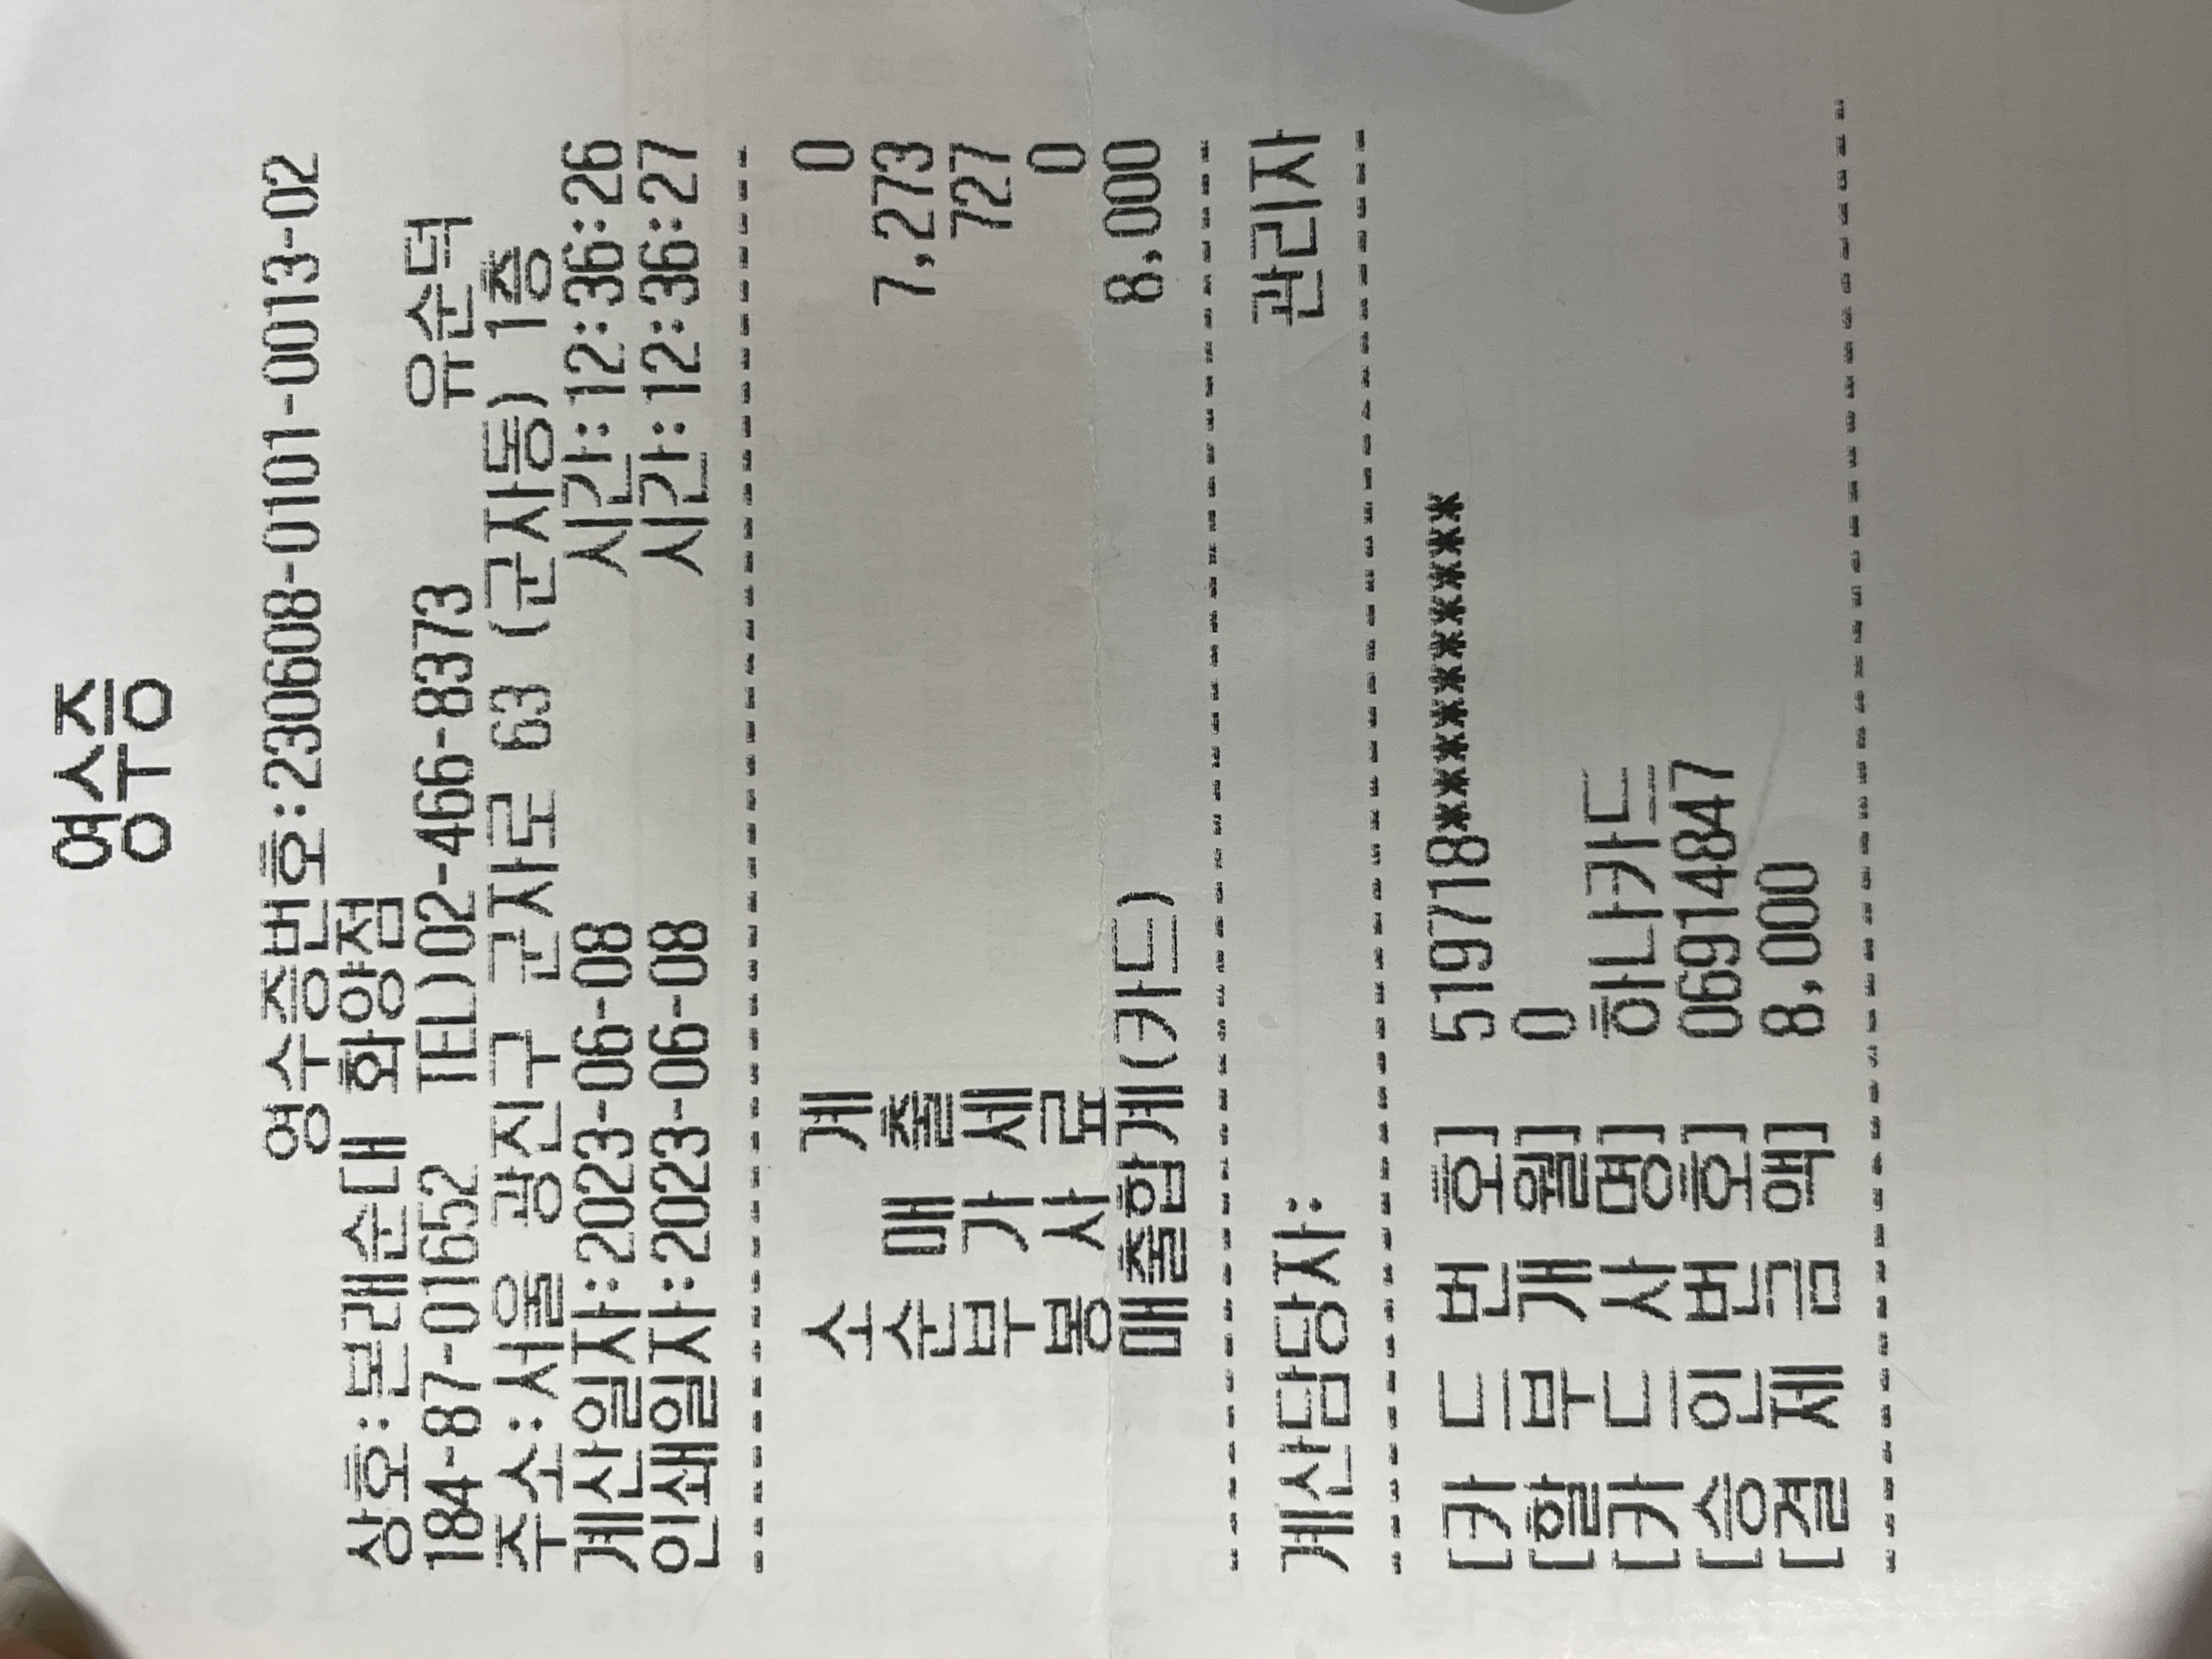 영수증
영수증번호:230608-0101-0013-02
상호:본래순대 화양점
184-87-01652 TEL)02-466-8373 유순덕
주소:서울 광진구 군자로 63 (군자동) 1층
계산일자:2023-06-08 시간:12:36:26
인쇄일자:2023-06-08 시간:12:36:27
소 계 0
순 매 출 7,273
부 가 세 727
봉 사 료 0
매출합계(카드) 8,000
계산담당자: 관리자
[카 드 번 호] 519718**********
[할 부 개 월] 0
[카 드 사 명] 하나카드
[승 인 번 호] 06914847
[결 제 금 액] 8,000